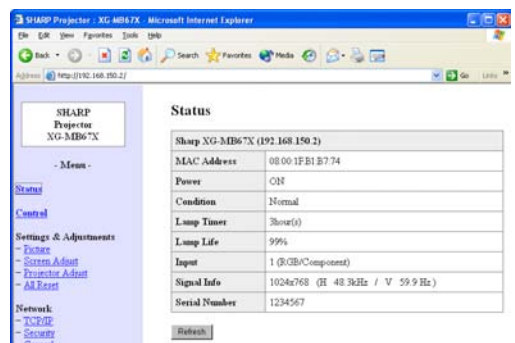 SHARP Projector : XG-MB67X - Microsoft Internet Explorer
File Edit View Favorites Tools Help
Back Search Favorites Media
Address http://192.168.150.2/ Go Links »
SHARP
Projector
XG-MB67X
- Menu -
Status
Control
Settings & Adjustments
– Picture
– Screen Adjust
– Projector Adjust
– All Reset
Network
– TCP/IP
– Security
Status
Sharp XG-MB67X (192.168.150.2)
MAC Address 08:00:1F:B1:B7:74
Power ON
Condition Normal
Lamp Timer 3hour(s)
Lamp Life 99%
Input 1 (RGB/Component)
Signal Info 1024x768 (H 48.3kHz / V 59.9 Hz)
Serial Number 1234567
Refresh